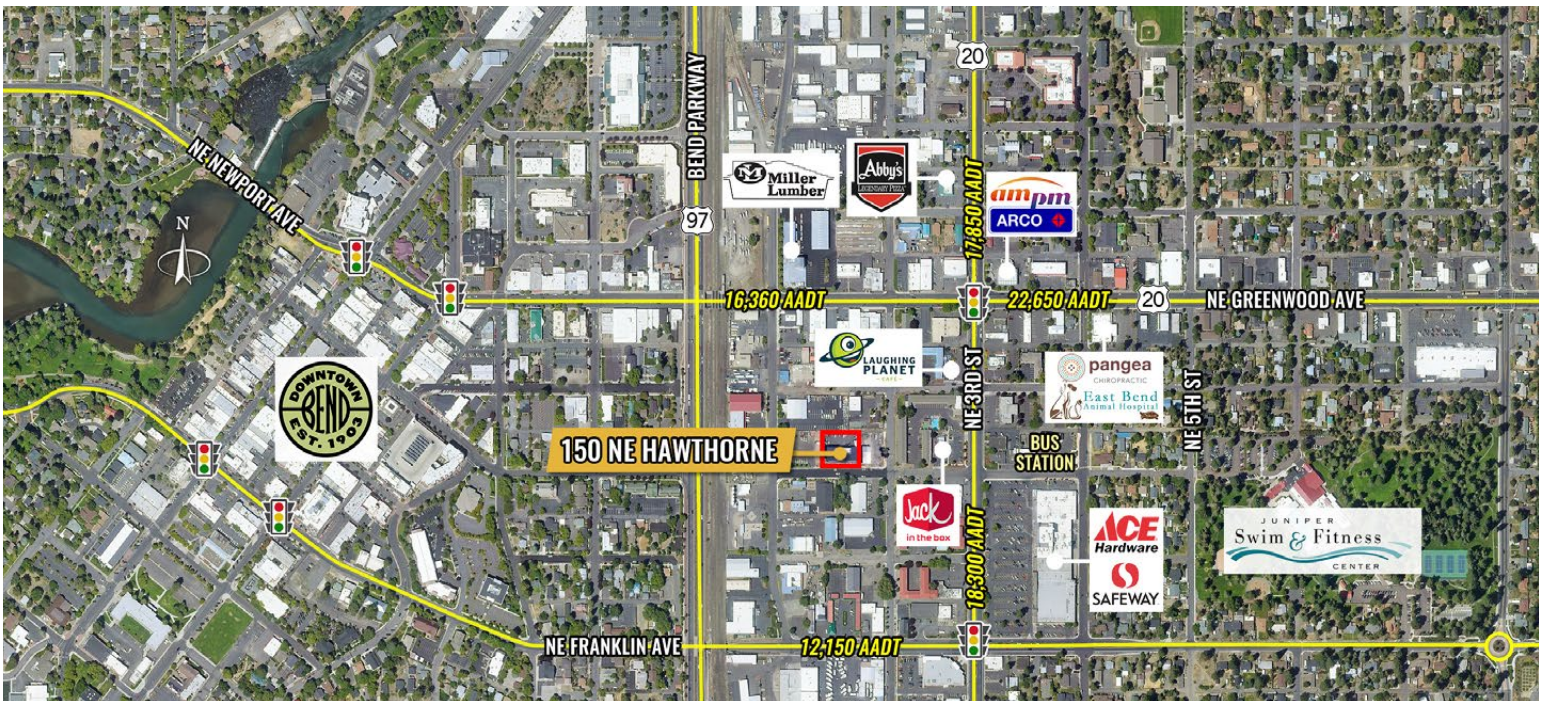 BEND PARKWAY
20
NE NEWPORT AVE
N
97
Miller
Lumber
Abby's
LEGENDARY PIZZA
17,850 AADT
ampm
ARCO
16,360 AADT
22,650 AADT
20
NE GREENWOOD AVE
LAUGHING
PLANET
CAFE
NE 3RD ST
pangea
CHIROPRACTIC
East Bend
Animal Hospital
NE 5TH ST
DOWNTOWN
BEND
EST. 1903
150 NE HAWTHORNE
BUS
STATION
Jack
in the box
18,300 AADT
ACE
Hardware
SAFEWAY
JUNIPER
Swim & Fitness
CENTER
NE FRANKLIN AVE
12,150 AADT